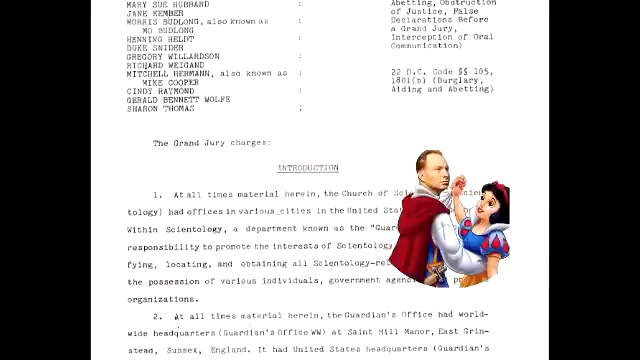 MARY SUE HUBBARD : Abetting, Obstruction
JANE KEMBER of Justice, False
MORRIS BUDLONG, also known as : Declarations Before
MO BUDLONG a Grand Jury,
HENNING HELDT : Interception of Oral
DUKE SNIDER : Communication)
GREGORY WILLARDSON :
RICHARD WEIGAND :
MITCHELL HERMANN, also known as : 22 D.C. Code §§ 105,
MIKE COOPER : 1801(b) (Burglary,
CINDY RAYMOND : Aiding and Abetting)
GERALD BENNETT WOLFE :
SHARON THOMAS ;
The Grand Jury charges:
INTRODUCTION
1. At all times material herein, the Church of
tology) had offices in various cities in the United
Within Scientology, a department known as the
responsibility to promote the interests of Scientology
fying, locating, and obtaining all
the possession of various individuals, government
organizations.
2. At all times material herein, the Guardian's Office had world-
wide headquarters (Guardian's Office WW) at Saint Hill Manor, East Grin-
stead, Sussex, England. It had United States headquarters (Guardian's